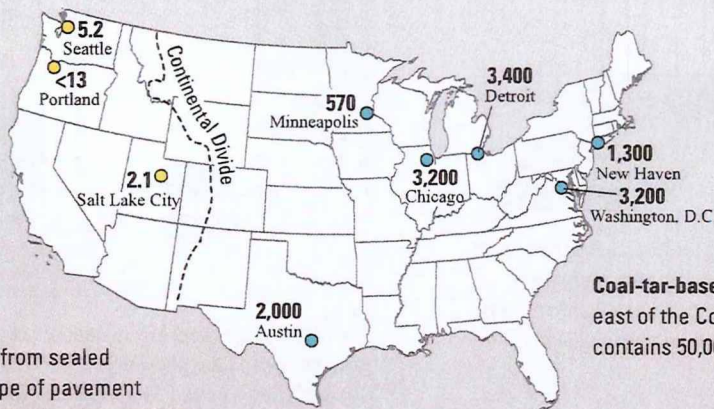 5.2
Seattle
<13
Portland
Continental Divide
2.1
Salt Lake City
570
Minneapolis
3,400
Detroit
3,200
Chicago
1,300
New Haven
3,200
Washington, D.C
2,000
Austin
Coal-tar-base
east of the Co
contains 50,00
from sealed
pe of pavement